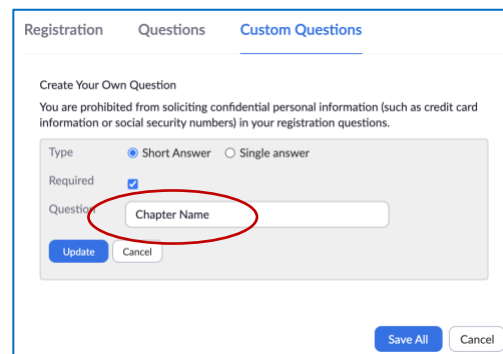 Registration Questions Custom Questions
Create Your Own Question
You are prohibited from soliciting confidential personal information (such as credit card
information or social security numbers) in your registration questions.
Type Short Answer Single answer
Required
Question Chapter Name
Update Cancel
Save All Cancel